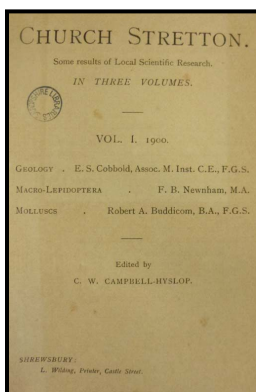 CHURCH STRETTON.
Some results of Local Scientific Research.
IN THREE VOLUMES.
VOL. I. 1900.
GEOLOGY . E. S. Cobbold, Assoc. M. Inst. C.E., F.G.S.
MACRO-LEPIDOPTERA . F. B. Newnham, M.A.
MOLLUSCS . Robert A. Buddicom, B.A., F.G.S.
Edited by
C. W. CAMPBELL-HYSLOP.
SHREWSBURY:
L. Wilding, Printer, Castle Street.